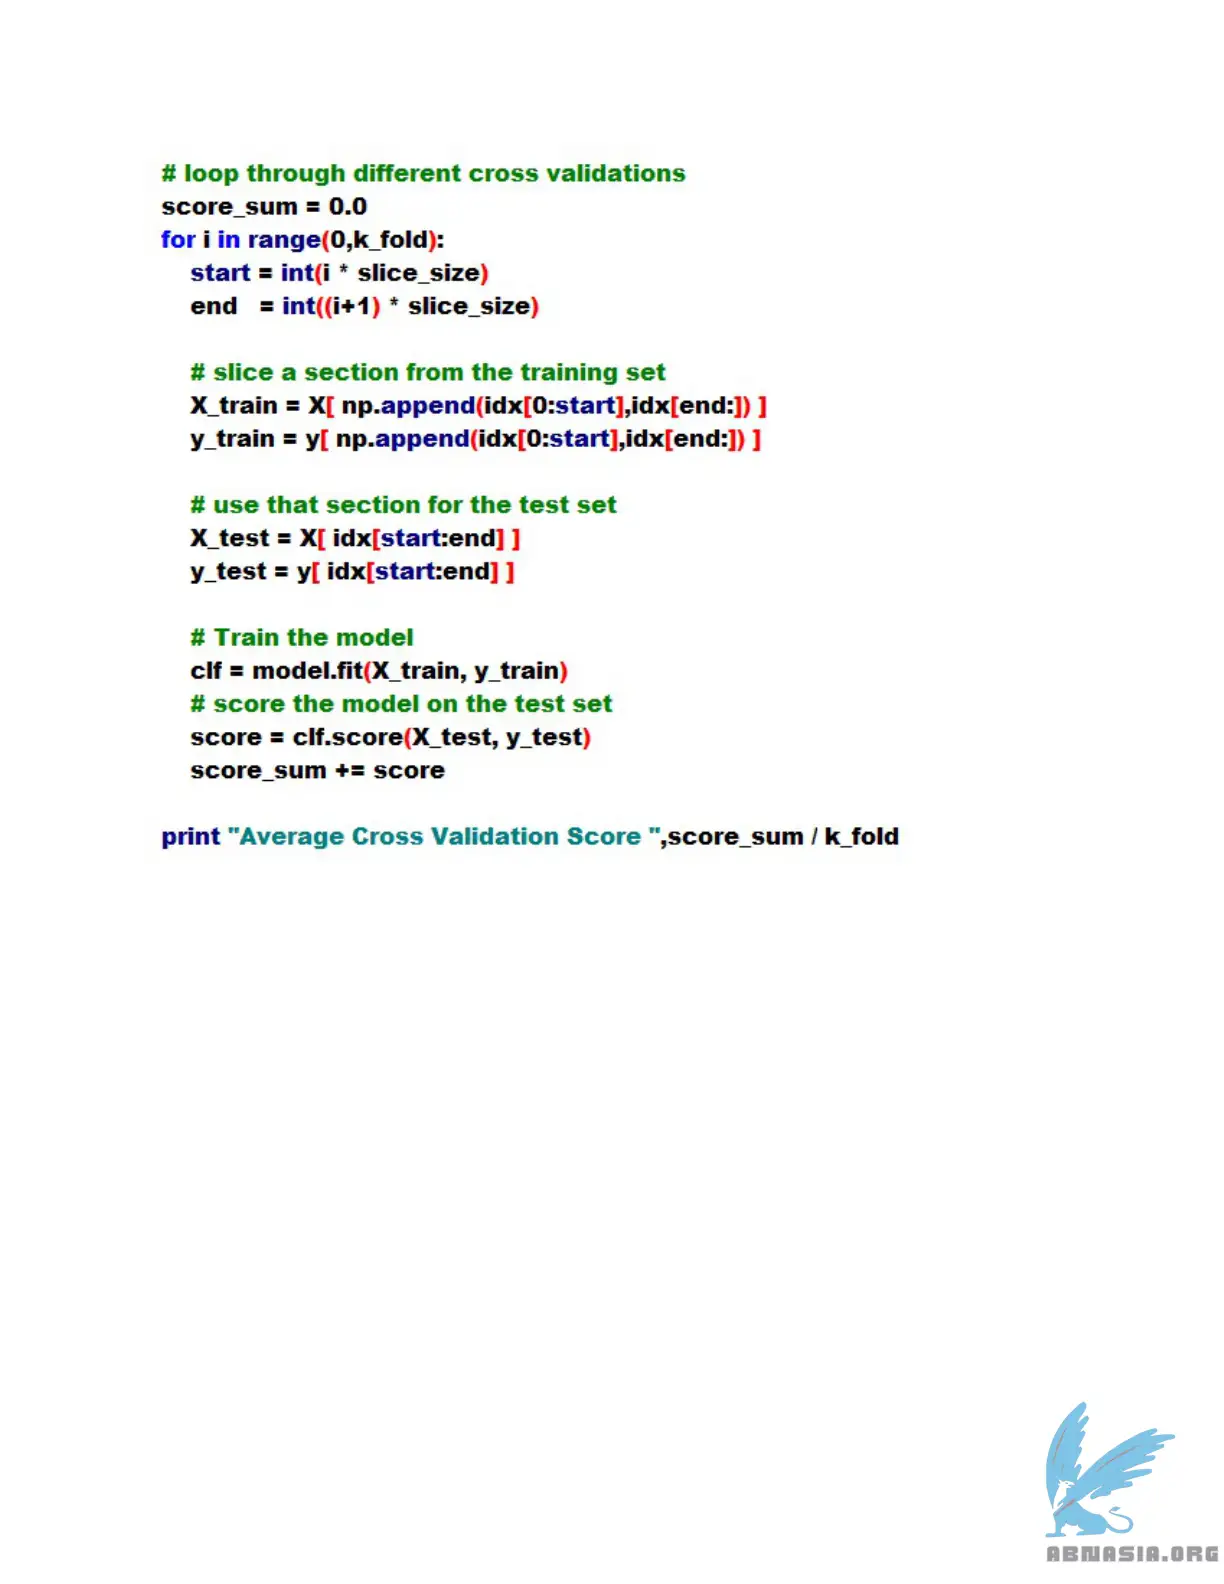 # loop through different cross validations
score_sum = 0.0
for i in range(0,k_fold):
    start = int(i * slice_size)
    end   = int((i+1) * slice_size)

    # slice a section from the training set
    X_train = X[ np.append(idx[0:start],idx[end:]) ]
    y_train = y[ np.append(idx[0:start],idx[end:]) ]

    # use that section for the test set
    X_test = X[ idx[start:end] ]
    y_test = y[ idx[start:end] ]

    # Train the model
    clf = model.fit(X_train, y_train)
    # score the model on the test set
    score = clf.score(X_test, y_test)
    score_sum += score

print "Average Cross Validation Score ",score_sum / k_fold
ABNASIA.ORG